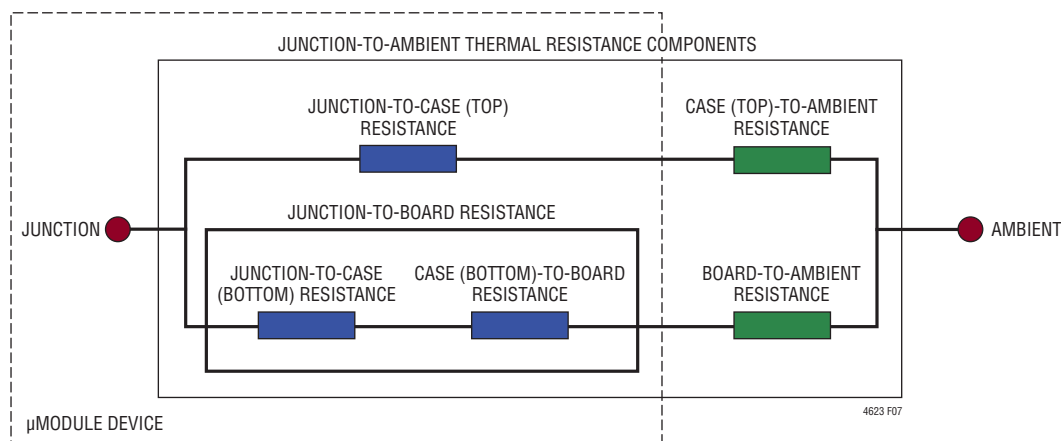 JUNCTION-TO-AMBIENT THERMAL RESISTANCE COMPONENTS
JUNCTION-TO-CASE (TOP)
RESISTANCE
CASE (TOP)-TO-AMBIENT
RESISTANCE
JUNCTION-TO-BOARD RESISTANCE
JUNCTION
AMBIENT
JUNCTION-TO-CASE
(BOTTOM) RESISTANCE
CASE (BOTTOM)-TO-BOARD
RESISTANCE
BOARD-TO-AMBIENT
RESISTANCE
4623 F07
µMODULE DEVICE